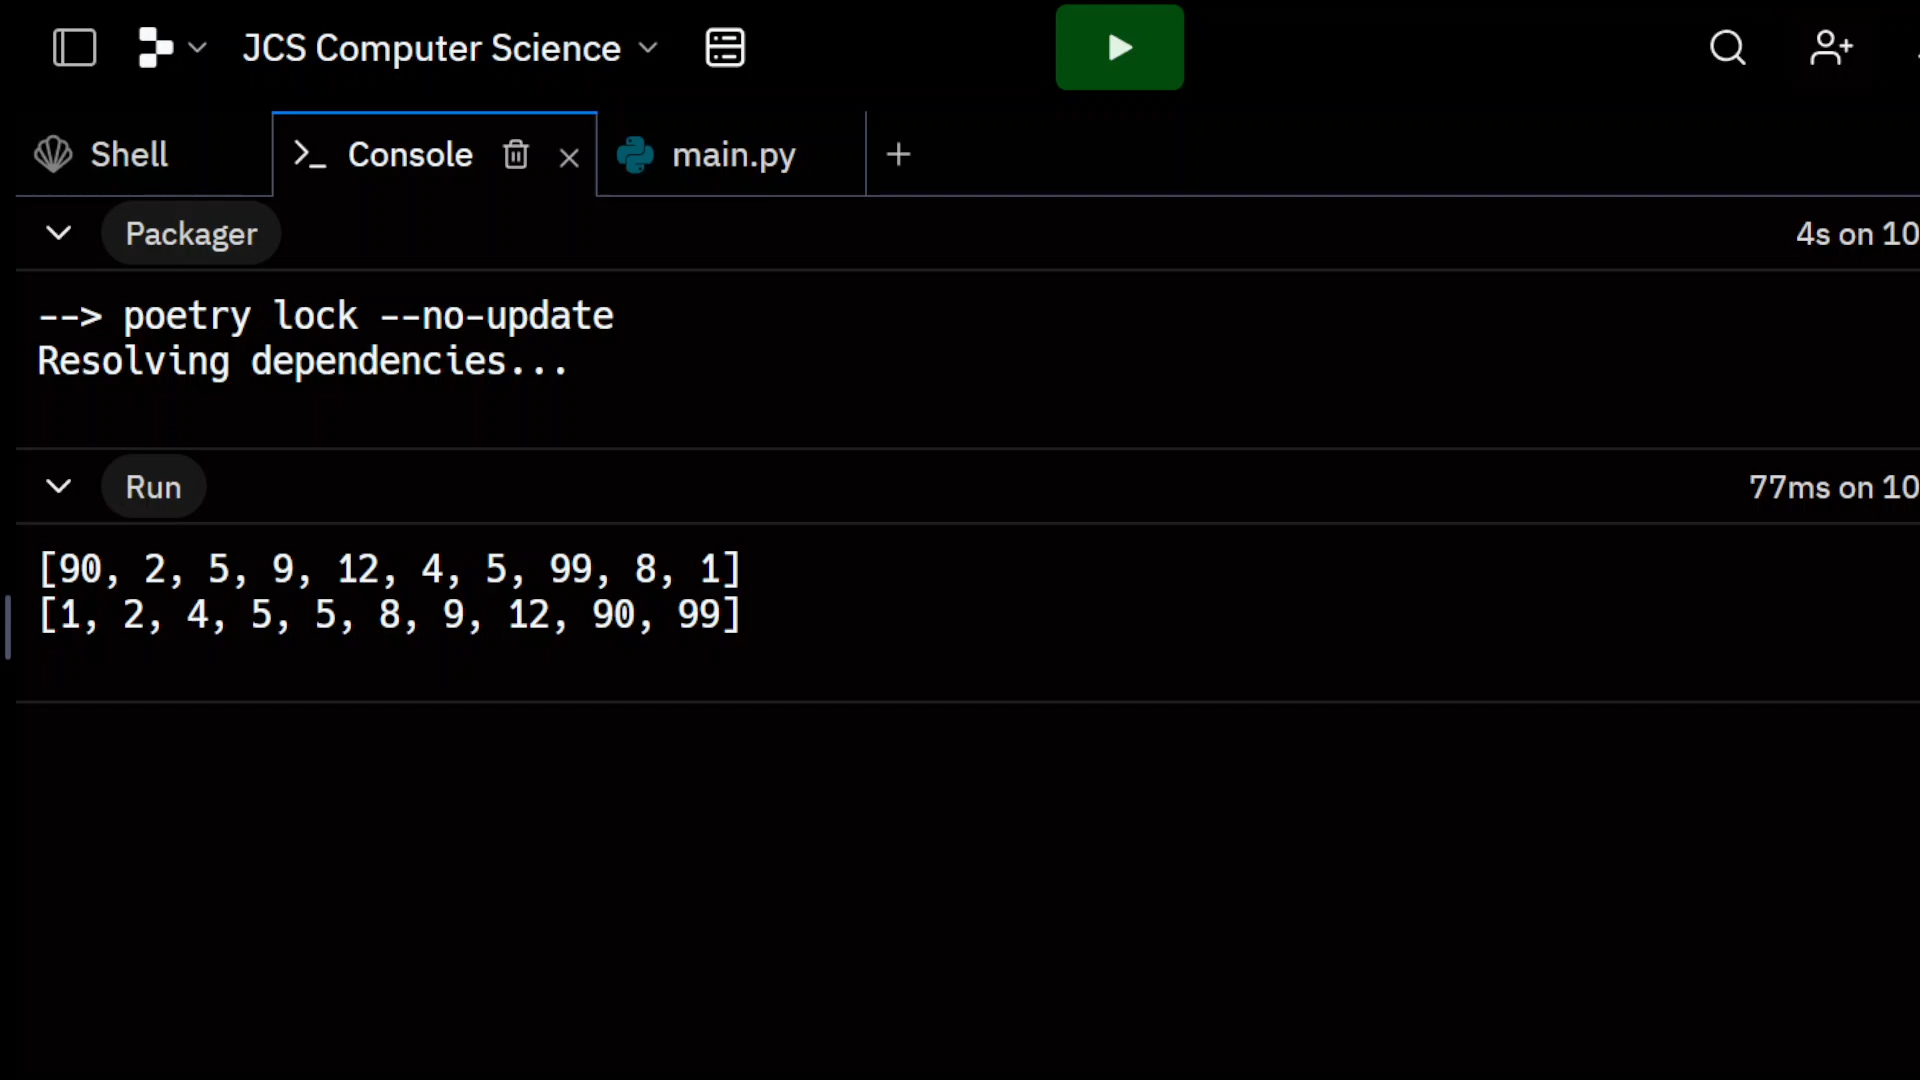 JCS Computer Science
Shell
Console
main.py
Packager
4s on 10
--> poetry lock --no-update
Resolving dependencies...
Run
77ms on 10
[90, 2, 5, 9, 12, 4, 5, 99, 8, 1]
[1, 2, 4, 5, 5, 8, 9, 12, 90, 99]